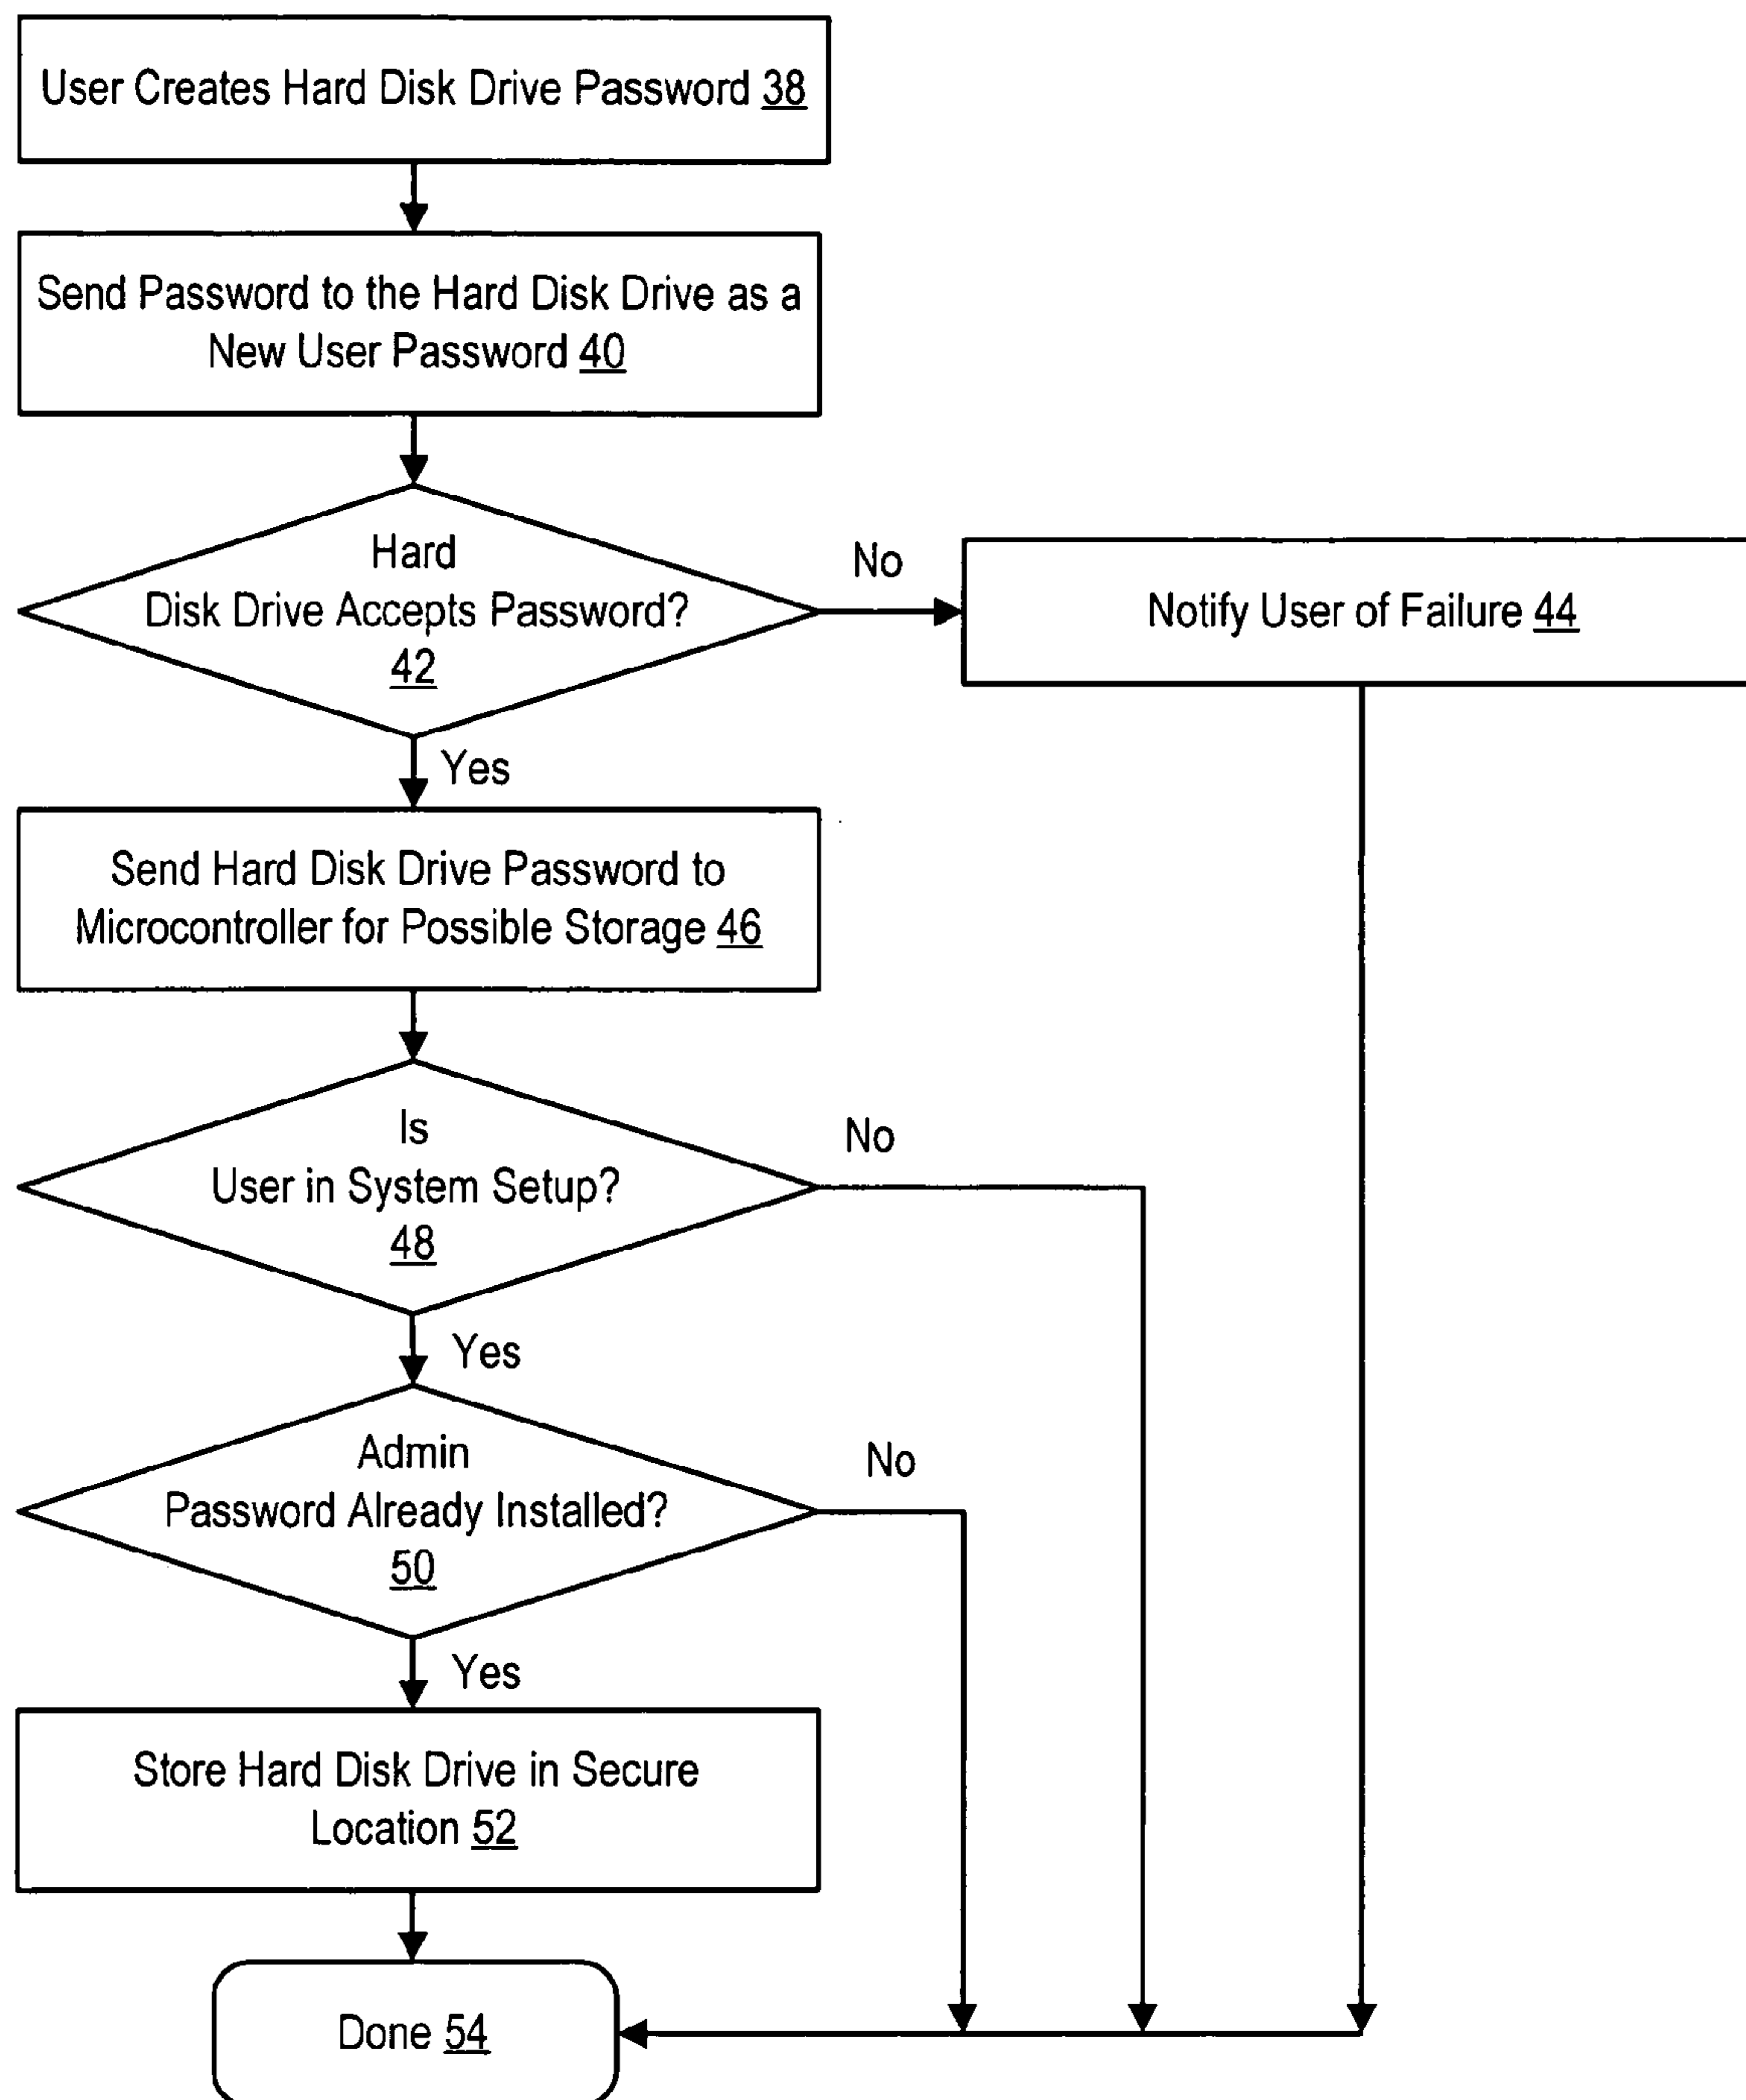 User Creates Hard Disk Drive Password 38
Send Password to the Hard Disk Drive as a
New User Password 40
Hard
Disk Drive Accepts Password?
42
No
Notify User of Failure 44
Yes
Send Hard Disk Drive Password to
Microcontroller for Possible Storage 46
Is
User in System Setup?
48
No
Yes
Admin
Password Already Installed?
50
No
Yes
Store Hard Disk Drive in Secure
Location 52
Done 54